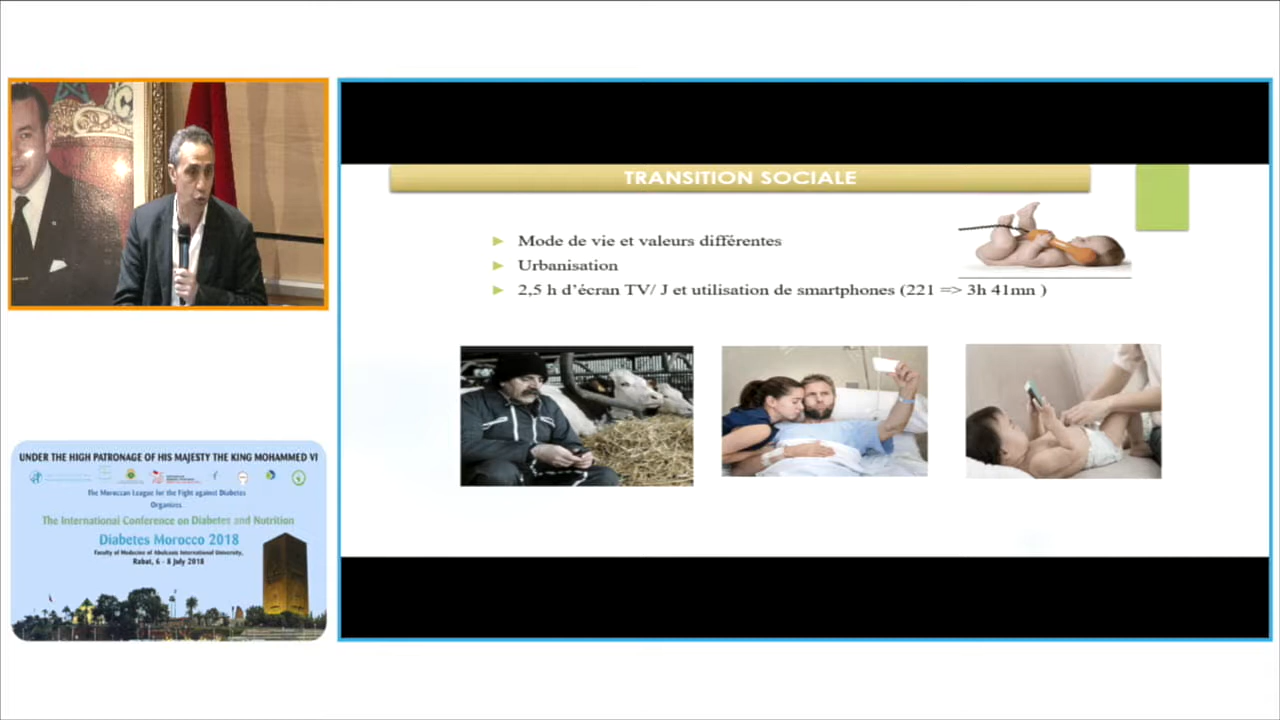 TRANSITION SOCIALE
Mode de vie et valeurs différentes
Urbanisation
2,5 h d'écran TV/ J et utilisation de smartphones (221 => 3h 41mn )
UNDER THE HIGH PATRONAGE OF HIS MAJESTY THE KING MOHAMMED VI
The Moroccan League for the Fight against Diabetes
Organizes
The International Conference on Diabetes and Nutrition
Diabetes Morocco 2018
Faculty of Medicine of Abulcasis International University,
Rabat, 6 - 8 July 2018